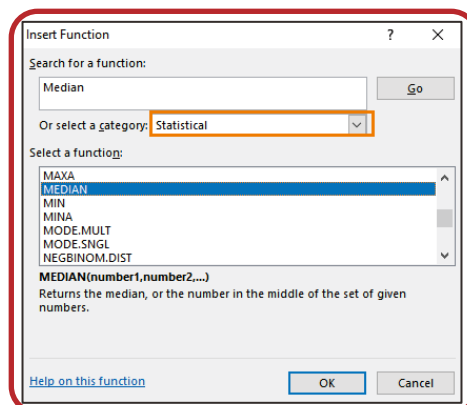 Insert Function ? ×
Search for a function:
Median
Go
Or select a category: Statistical
Select a function:
MAXA
MEDIAN
MIN
MINA
MODE.MULT
MODE.SNGL
NEGBINOM.DIST
MEDIAN(number1,number2,...)
Returns the median, or the number in the middle of the set of given
numbers.
Help on this function
OK
Cancel